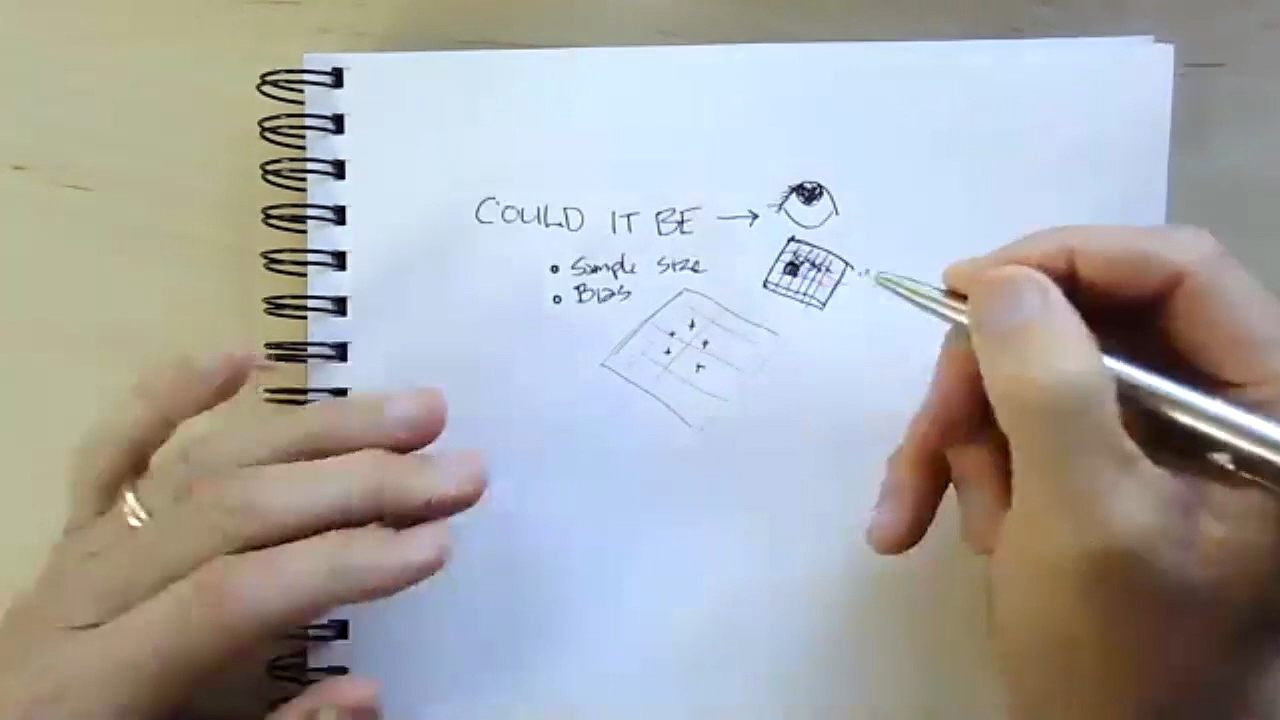 COULD IT BE →
• Sample size
• Bias